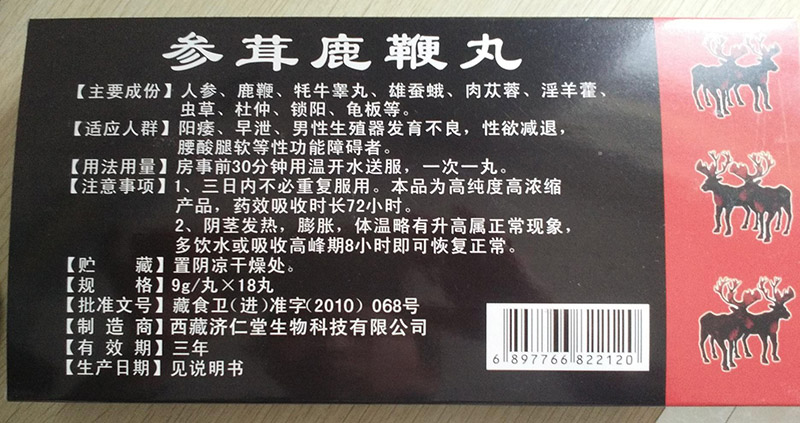 参茸鹿鞭丸
【主要成份】人参、鹿鞭、牦牛睾丸、雄蚕蛾、肉苁蓉、淫羊藿、
虫草、杜仲、锁阳、龟板等。
【适应人群】阳痿、早泄、男性生殖器发育不良，性欲减退，
腰酸腿软等性功能障碍者。
【用法用量】房事前30分钟用温开水送服，一次一丸。
【注意事项】1、三日内不必重复服用。本品为高纯度高浓缩
产品，药效吸收时长72小时。
2、阴茎发热，膨胀，体温略有升高属正常现象，
多饮水或吸收高峰期8小时即可恢复正常。
【贮　　藏】置阴凉干燥处。
【规　　格】9g/丸×18丸
【批准文号】藏食卫(进)准字(2010) 068号
【制 造 商】西藏济仁堂生物科技有限公司
【有 效 期】三年
【生产日期】见说明书
6 897766 822120